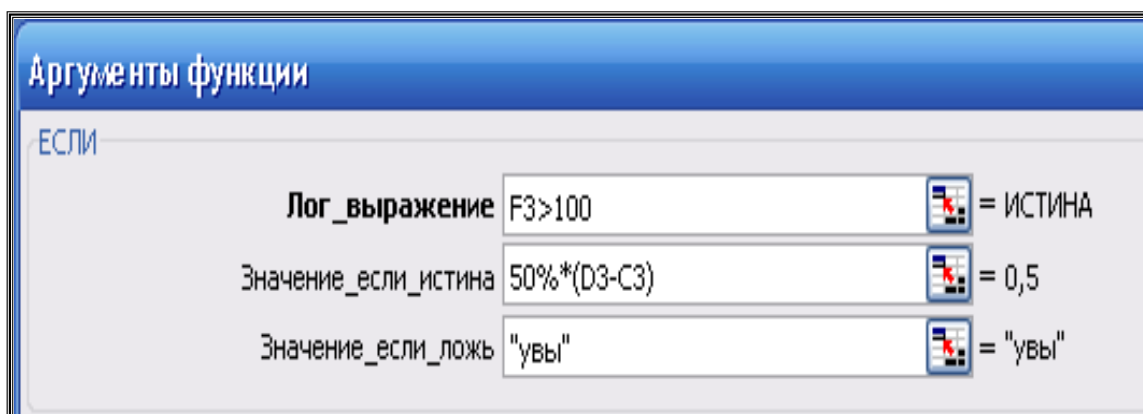 Аргументы функции
ЕСЛИ
Лог_выражение F3>100 = ИСТИНА
Значение_если_истина 50%*(D3-C3) = 0,5
Значение_если_ложь "увы" = "увы"